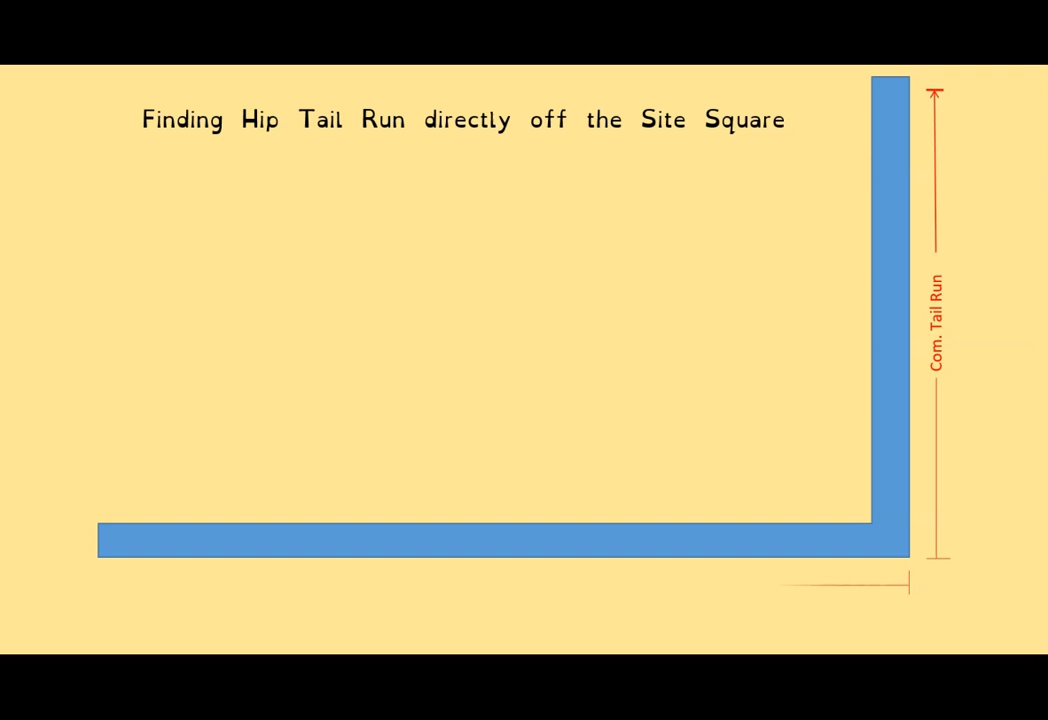 Finding Hip Tail Run directly off the Site Square
Com. Tail Run